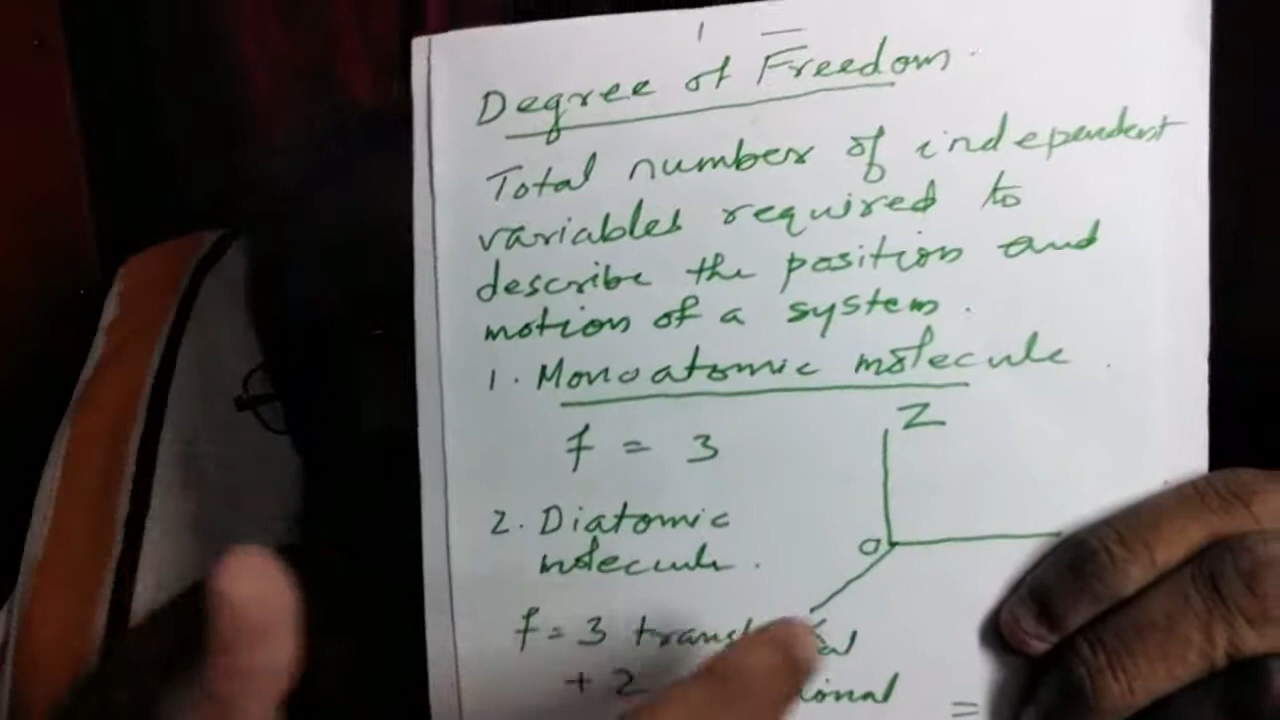 Degree of Freedom.
Total number of independent
variables required to
describe the position and
motion of a system.
1. Monoatomic molecule
f = 3
Z
2. Diatomic
molecule.
O
f = 3
+ 2
=